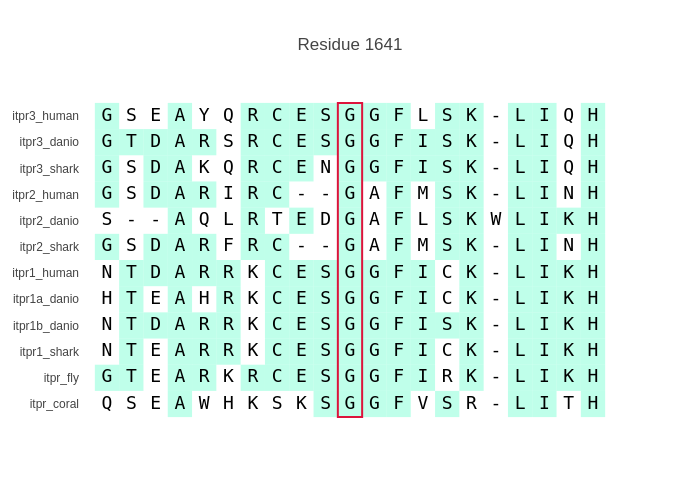 Residue 1641
itpr3_human G S E A Y Q R C E S G G F L S K - L I Q H
itpr3_danio G T D A R S R C E S G G F I S K - L I Q H
itpr3_shark G S D A K Q R C E N G G F I S K - L I Q H
itpr2_human G S D A R I R C - - G A F M S K - L I N H
itpr2_danio S - - A Q L R T E D G A F L S K W L I K H
itpr2_shark G S D A R F R C - - G A F M S K - L I N H
itpr1_human N T D A R R K C E S G G F I C K - L I K H
itpr1a_danio H T E A H R K C E S G G F I C K - L I K H
itpr1b_danio N T D A R R K C E S G G F I S K - L I K H
itpr1_shark N T E A R R K C E S G G F I C K - L I K H
itpr_fly G T E A R K R C E S G G F I R K - L I K H
itpr_coral Q S E A W H K S K S G G F V S R - L I T H